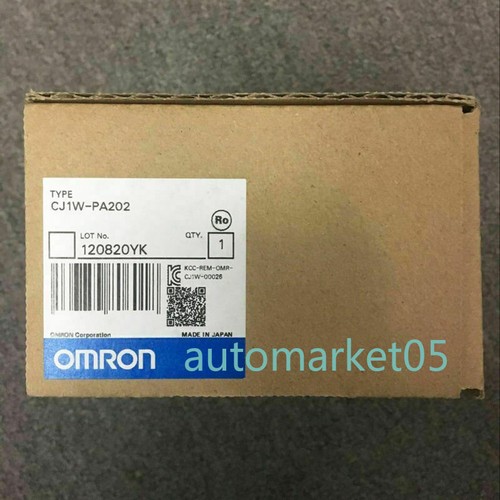 TYPE
CJ1W-PA202
Ro
LOT No.
QTY.
120820YK
1
KCC-REM-OMR-
CJ1W-00026
OMRON Corporation
MADE IN JAPAN
OMRON
automarket05